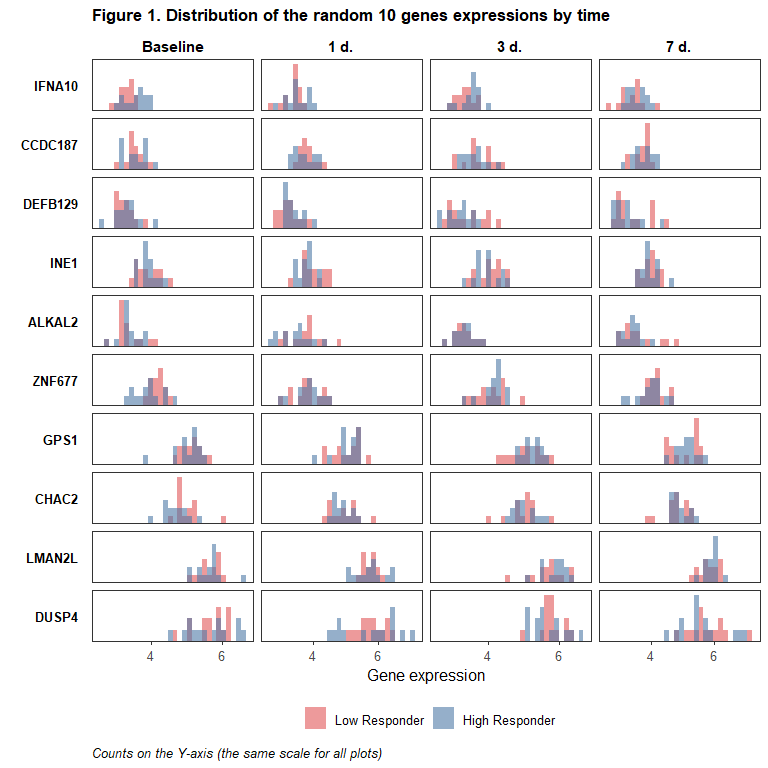 Figure 1. Distribution of the random 10 genes expressions by time
Baseline 1 d. 3 d. 7 d.
IFNA10
CCDC187
DEFB129
INE1
ALKAL2
ZNF677
GPS1
CHAC2
LMAN2L
DUSP4
4 6 4 6 4 6 4 6
Gene expression
Low Responder High Responder
Counts on the Y-axis (the same scale for all plots)